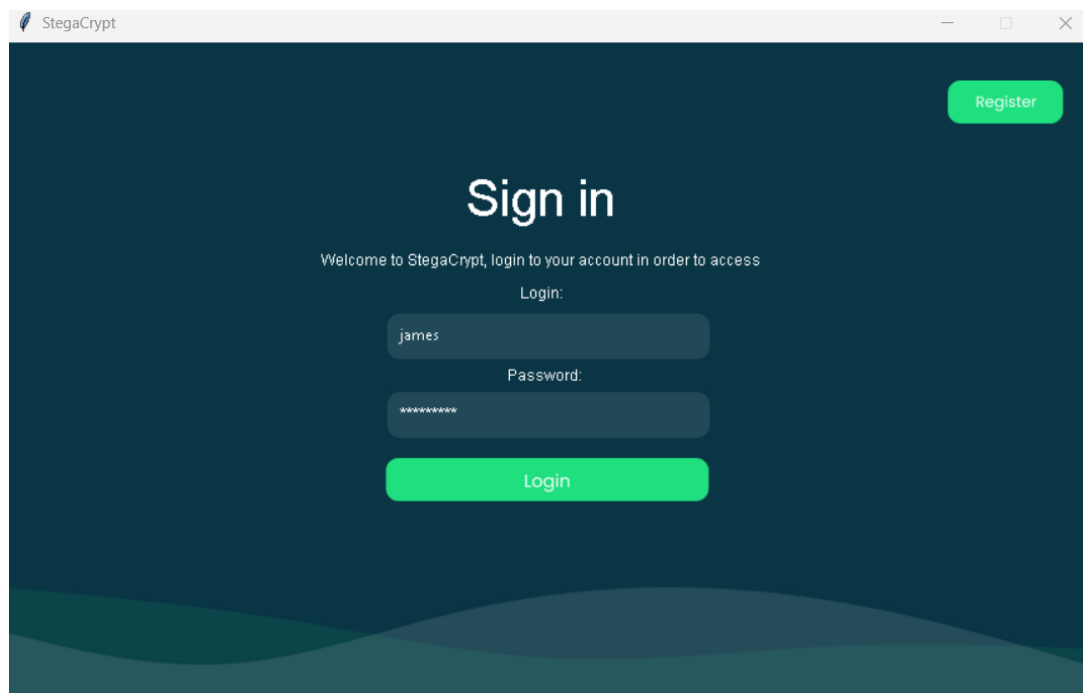 StegaCrypt
Register
Sign in
Welcome to StegaCrypt, login to your account in order to access
Login:
james
Password:
*********
Login